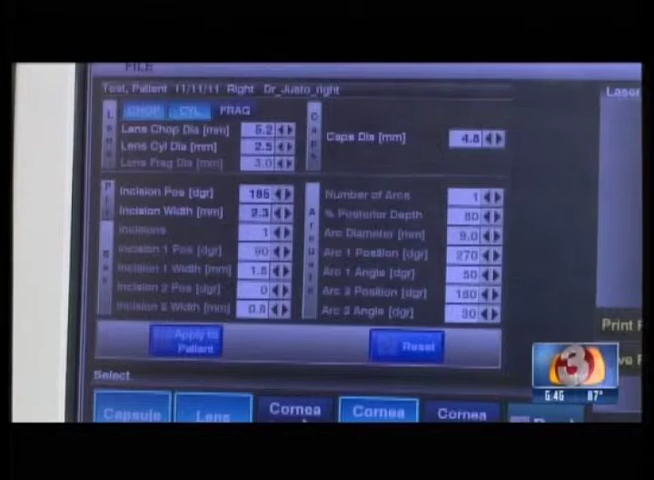 FILE
Test, Patient 11/11/11 Right Dr_Justo_right
Laser
CHOP CYL FRAG
Lens Chop Dia [mm] 5.2
Lens Cyl Dia [mm] 2.5
Lens Frag Dia [mm] 3.0
Caps Dia [mm] 4.8
Incision Pos [dgr] 185
Incision Width [mm] 2.3
Incisions 1
Incision 1 Pos [dgr] 90
Incision 1 Width [mm] 1.8
Incision 2 Pos [dgr] 0
Incision 2 Width [mm] 0.8
Number of Arcs 1
% Posterior Depth 80
Arc Diameter [mm] 9.0
Arc 1 Position [dgr] 270
Arc 1 Angle [dgr] 50
Arc 2 Position [dgr] 180
Arc 2 Angle [dgr] 30
Apply to
Patient
Reset
Print
Select
Capsule Lens Cornea Cornea Cornea
3
6:46 87°